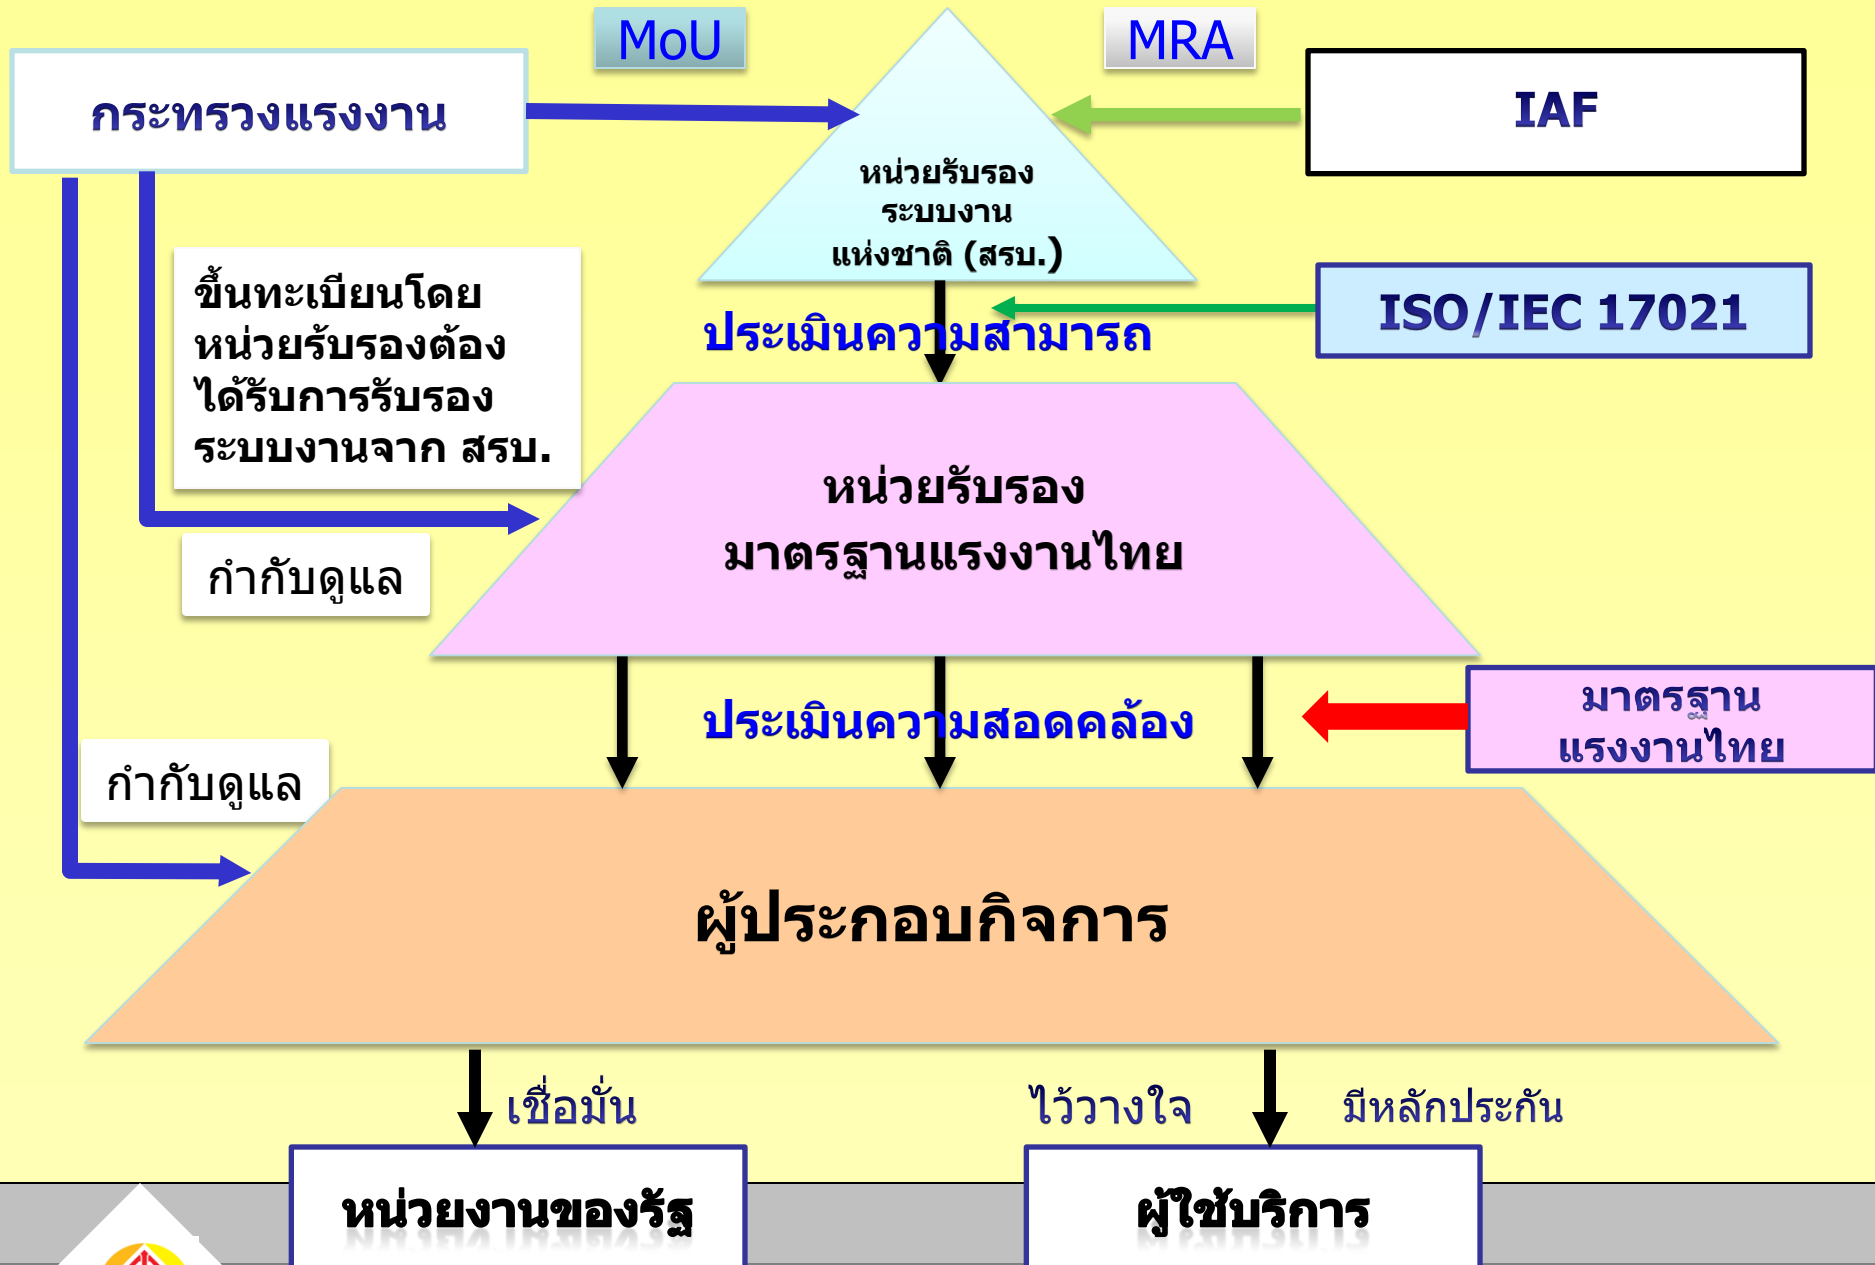 MoU
MRA
กระทรวงแรงงาน
IAF
หน่วยรับรอง
ระบบงาน
แห่งชาติ (สรบ.)
ขึ้นทะเบียนโดย
หน่วยร้บรองต้อง
ได้รับการรับรอง
ระบบงานจาก สรบ.
ISO/IEC 17021
ประเมินความสามารถ
หน่วยรับรอง
มาตรฐานแรงงานไทย
กำกับดูแล
ประเมินความสอดคล้อง
มาตรฐาน
แรงงานไทย
กำกับดูแล
ผู้ประกอบกิจการ
เชื่อมั่น
ไว้วางใจ
มีหลักประกัน
หน่วยงานของรัฐ
ผู้ใช้บริการ